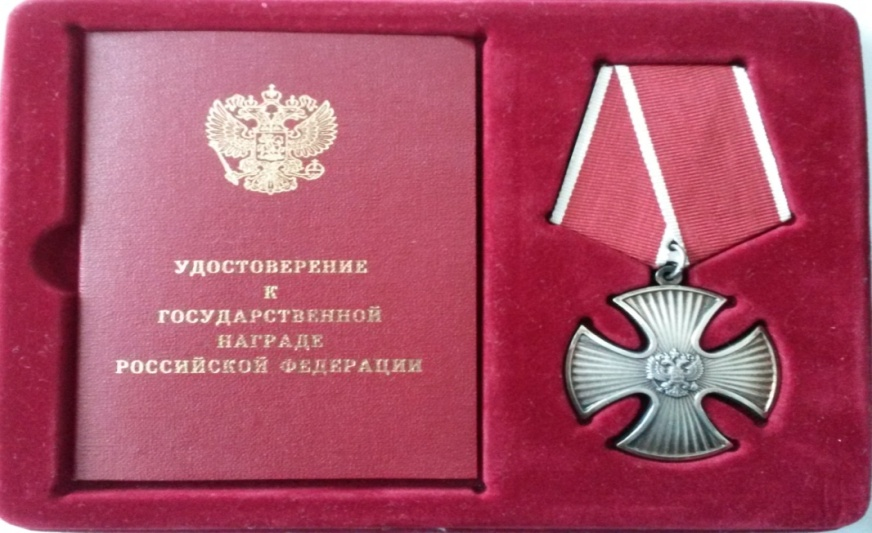 УДОСТОВЕРЕНИЕ
К
ГОСУДАРСТВЕННОЙ
НАГРАДЕ
РОССИЙСКОЙ ФЕДЕРАЦИИ